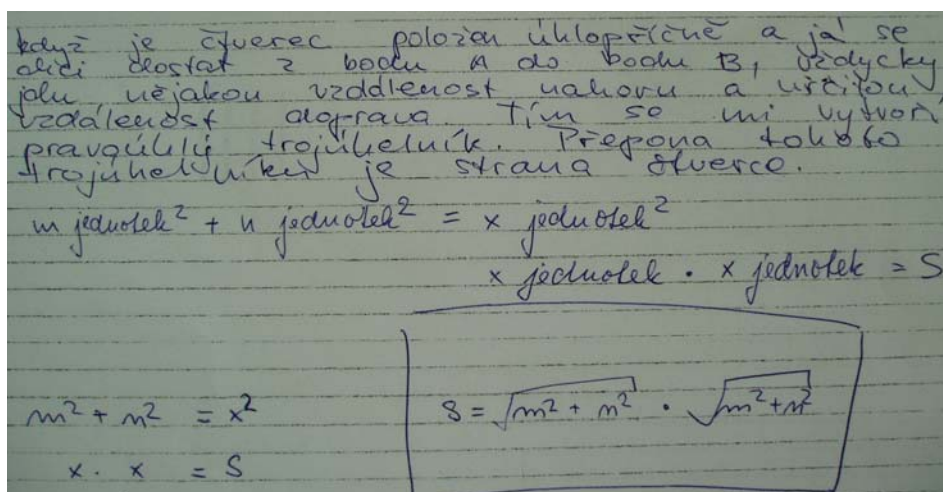 když je čtverec položen úhlopříčně a já se
chci dostat z bodu A do bodu B, vždycky
jdu nějakou vzdálenost nahoru a určitou
vzdálenost doprava. Tím se mi vytvoří
pravoúhlý trojúhelník. Přepona tohoto
trojúhelníku je strana čtverce.
m jednotek² + n jednotek² = x jednotek²
x jednotek · x jednotek = S
m² + n² = x²
S = √m² + n² · √m² + n²
x · x = S